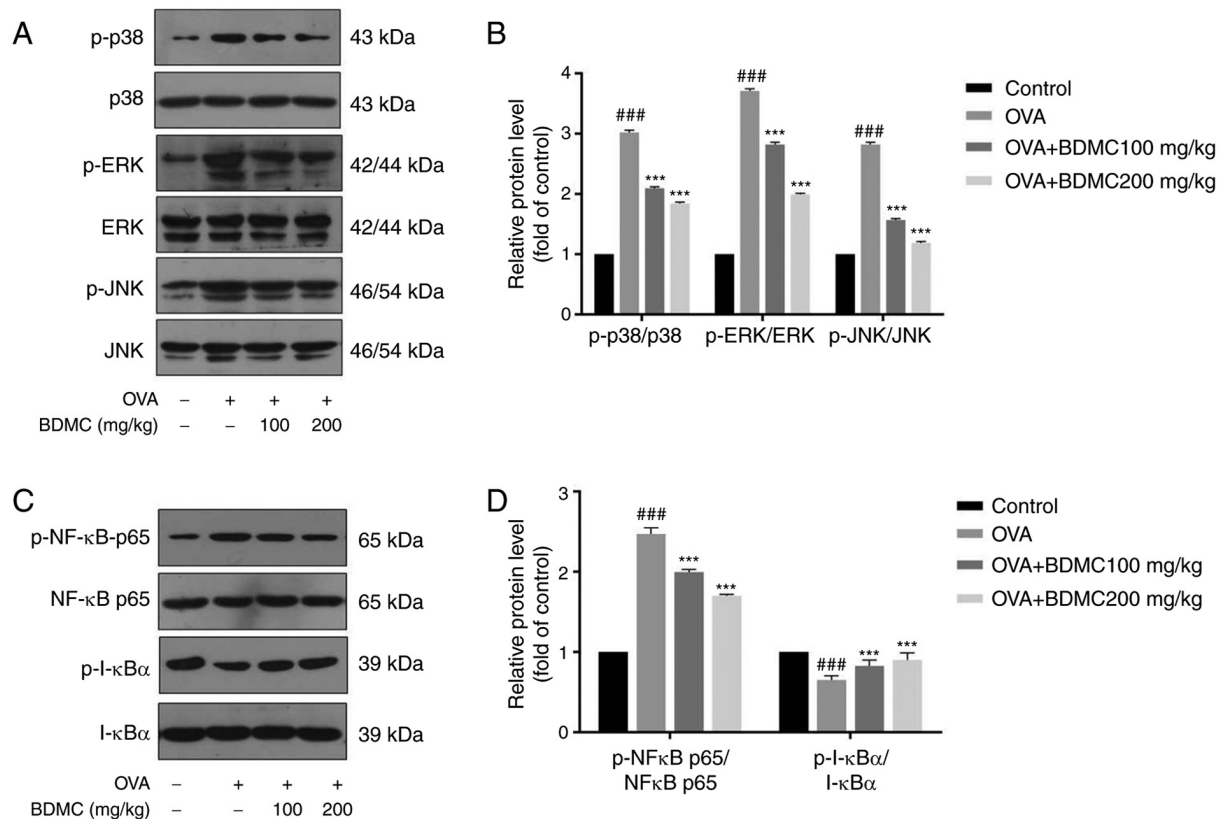 A
p-p38
43 kDa
p38
43 kDa
p-ERK
42/44 kDa
ERK
42/44 kDa
p-JNK
46/54 kDa
JNK
46/54 kDa
OVA – + + +
BDMC (mg/kg) – – 100 200
B
Relative protein level
(fold of control)
4
3
2
1
0
###
***
***
###
***
***
###
***
***
p-p38/p38
p-ERK/ERK
p-JNK/JNK
Control
OVA
OVA+BDMC100 mg/kg
OVA+BDMC200 mg/kg
C
p-NF-κB-p65
65 kDa
NF-κB p65
65 kDa
p-I-κBα
39 kDa
I-κBα
39 kDa
OVA – + + +
BDMC (mg/kg) – – 100 200
D
Relative protein level
(fold of control)
3
2
1
0
###
***
***
###
***
***
p-NFκB p65/
NFκB p65
p-I-κBα/
I-κBα
Control
OVA
OVA+BDMC100 mg/kg
OVA+BDMC200 mg/kg